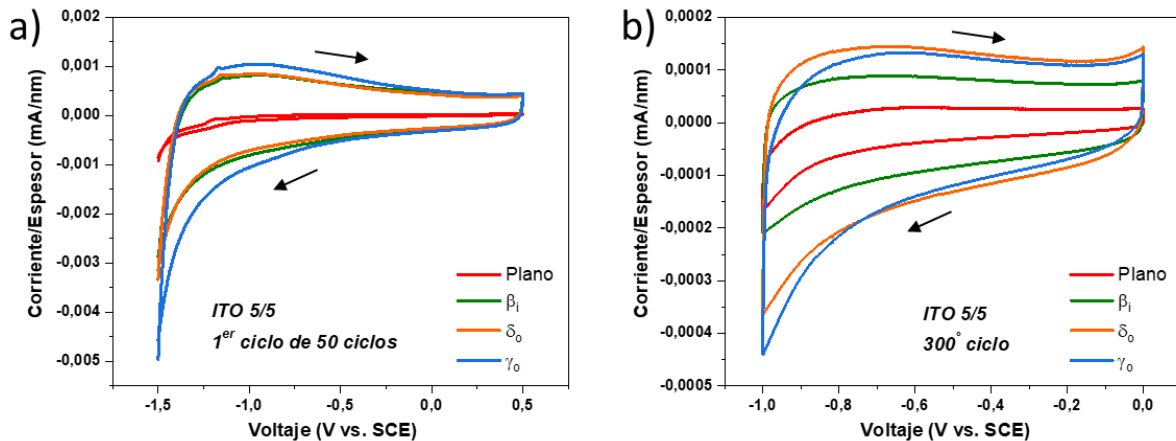 a)
Corriente/Espesor (mA/nm)
0,002
0,001
0,000
-0,001
-0,002
-0,003
-0,004
-0,005
-1,5
-1,0
-0,5
0,0
0,5
Voltaje (V vs. SCE)
ITO 5/5
1er ciclo de 50 ciclos
Plano
βi
δo
γo
b)
Corriente/Espesor (mA/nm)
0,0002
0,0001
0,0000
-0,0001
-0,0002
-0,0003
-0,0004
-0,0005
-1,0
-0,8
-0,6
-0,4
-0,2
0,0
Voltaje (V vs. SCE)
ITO 5/5
300° ciclo
Plano
βi
δo
γo